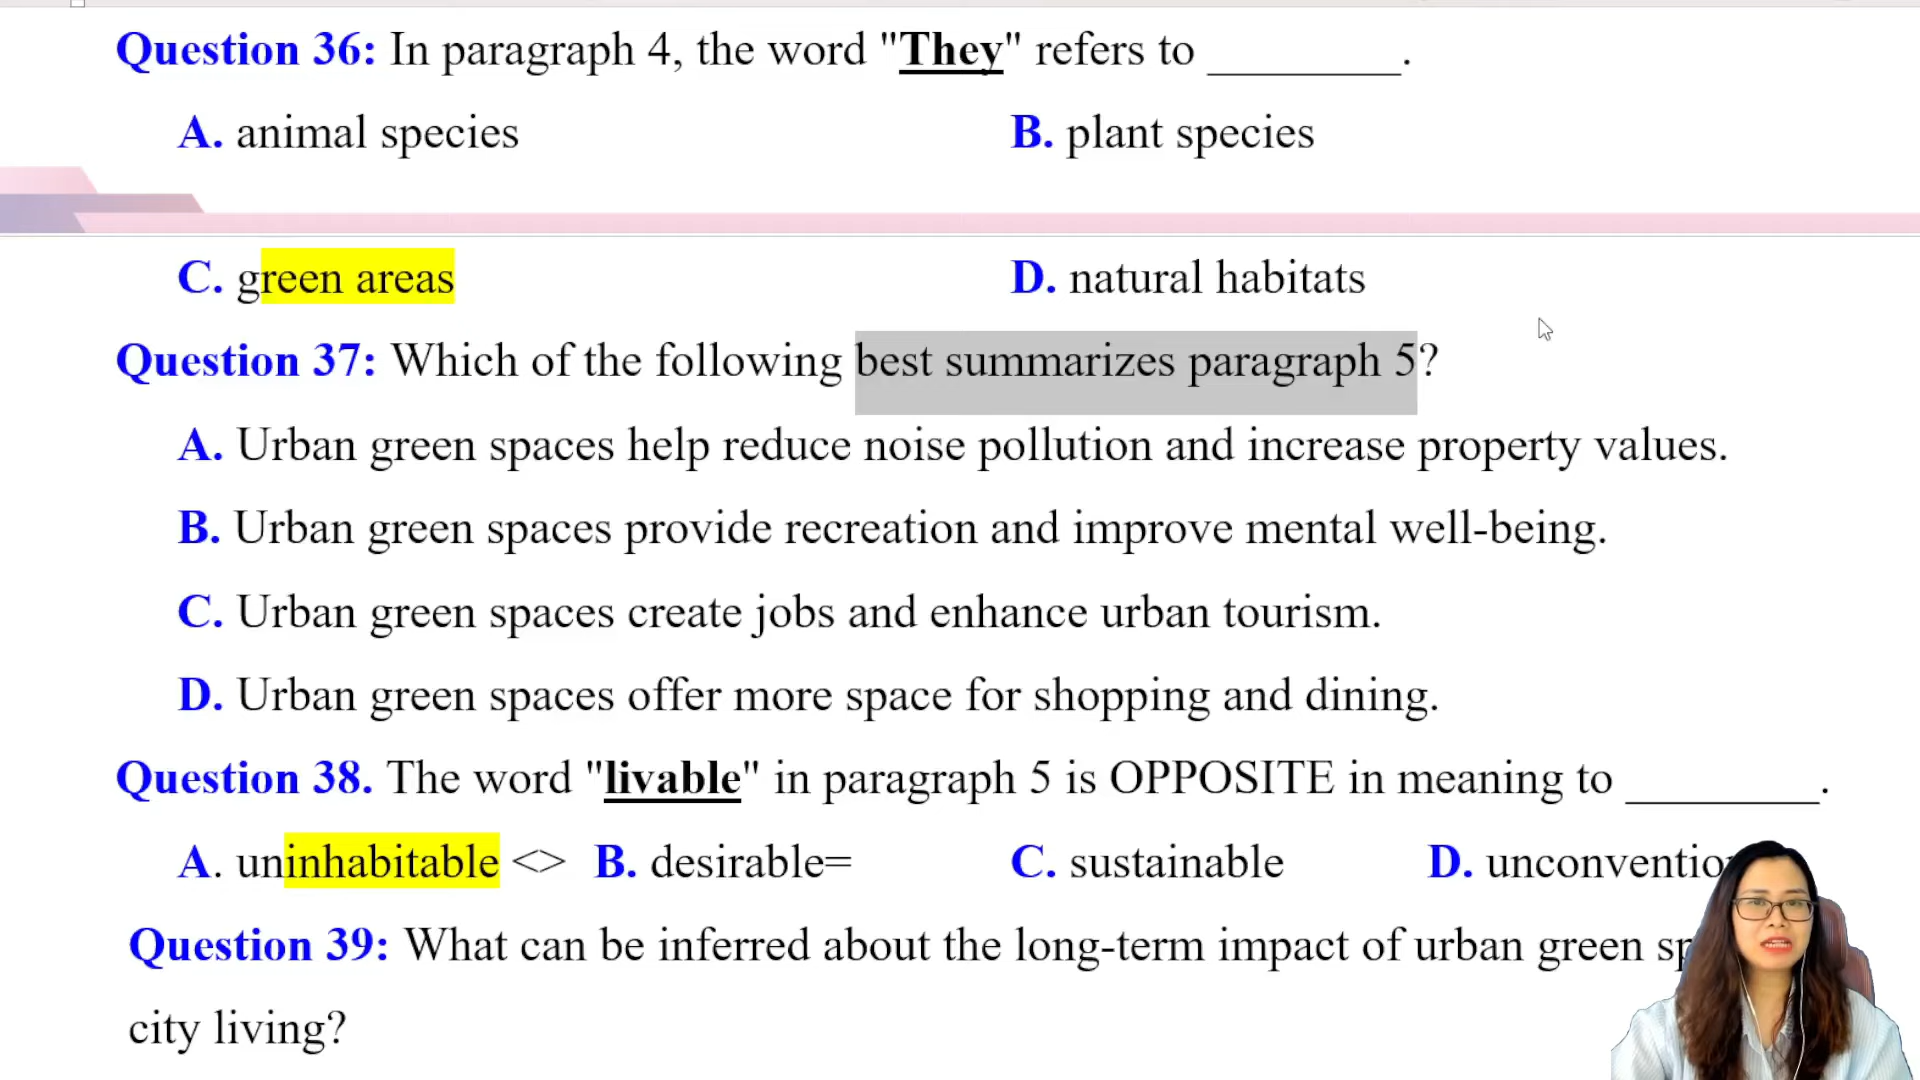 Question 36: In paragraph 4, the word "They" refers to ________.
A. animal species B. plant species
C. green areas D. natural habitats
Question 37: Which of the following best summarizes paragraph 5?
A. Urban green spaces help reduce noise pollution and increase property values.
B. Urban green spaces provide recreation and improve mental well-being.
C. Urban green spaces create jobs and enhance urban tourism.
D. Urban green spaces offer more space for shopping and dining.
Question 38. The word "livable" in paragraph 5 is OPPOSITE in meaning to ________.
A. uninhabitable <> B. desirable= C. sustainable D.
Question 39: What can be inferred about the long-term impact of urban green
city living?